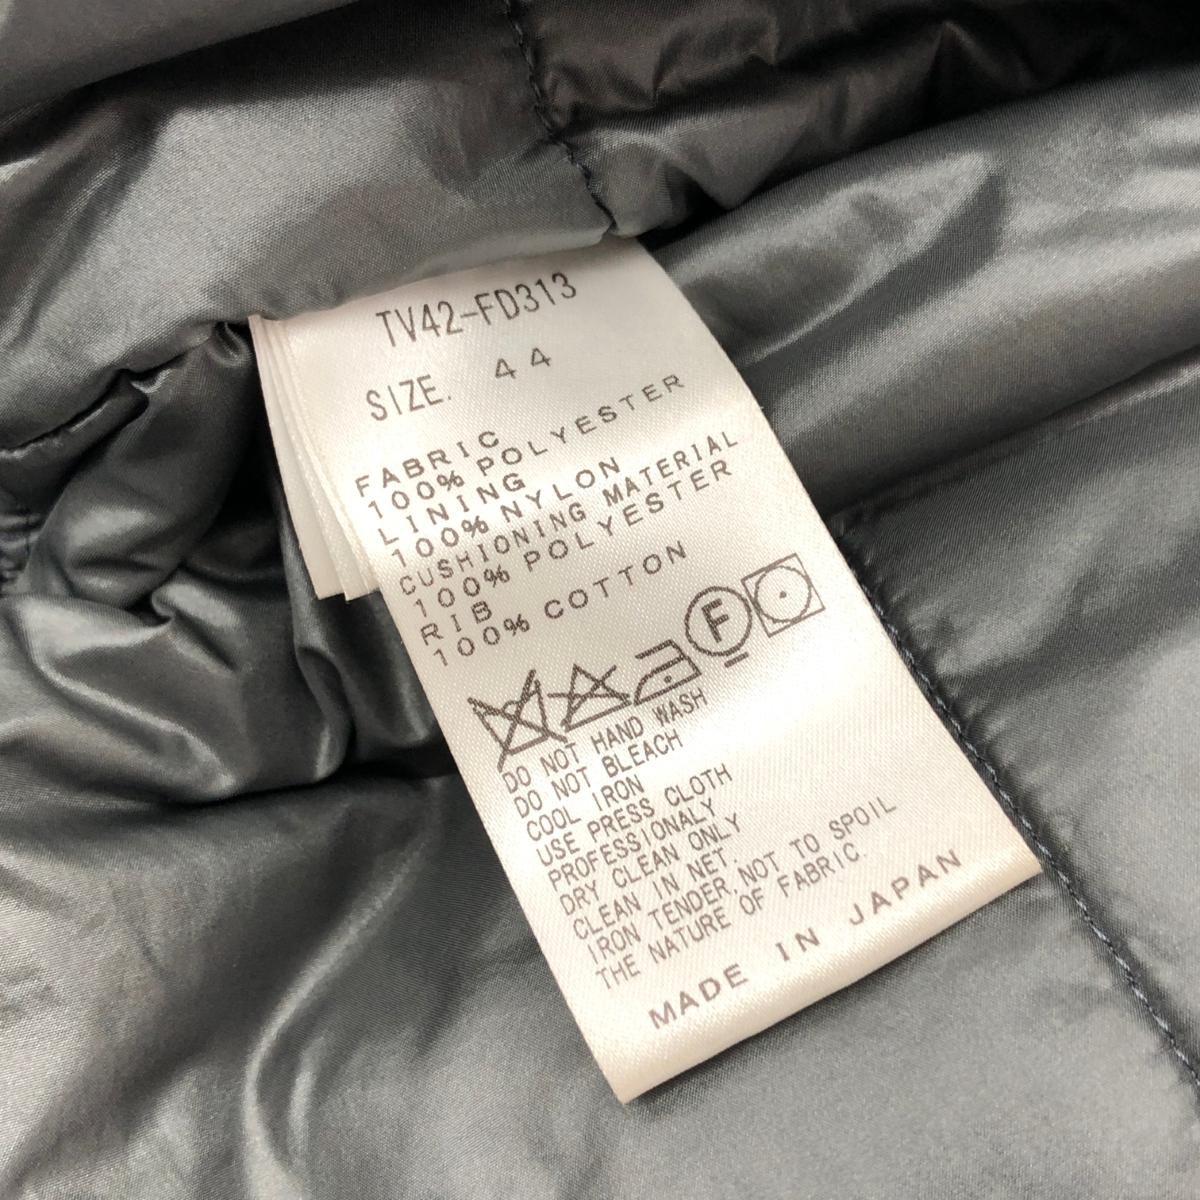 TV42-FD313
SIZE. 44
FABRIC
100% POLYESTER
LINING
100% NYLON
CUSHIONING MATERIAL
100% POLYESTER
RIB
100% COTTON
F
DO NOT HAND WASH
DO NOT BLEACH
COOL IRON
USE PRESS CLOTH
PROFESSIONALY
DRY CLEAN ONLY
CLEAN IN NET.
IRON TENDER,NOT TO SPOIL
THE NATURE OF FABRIC.
MADE IN JAPAN